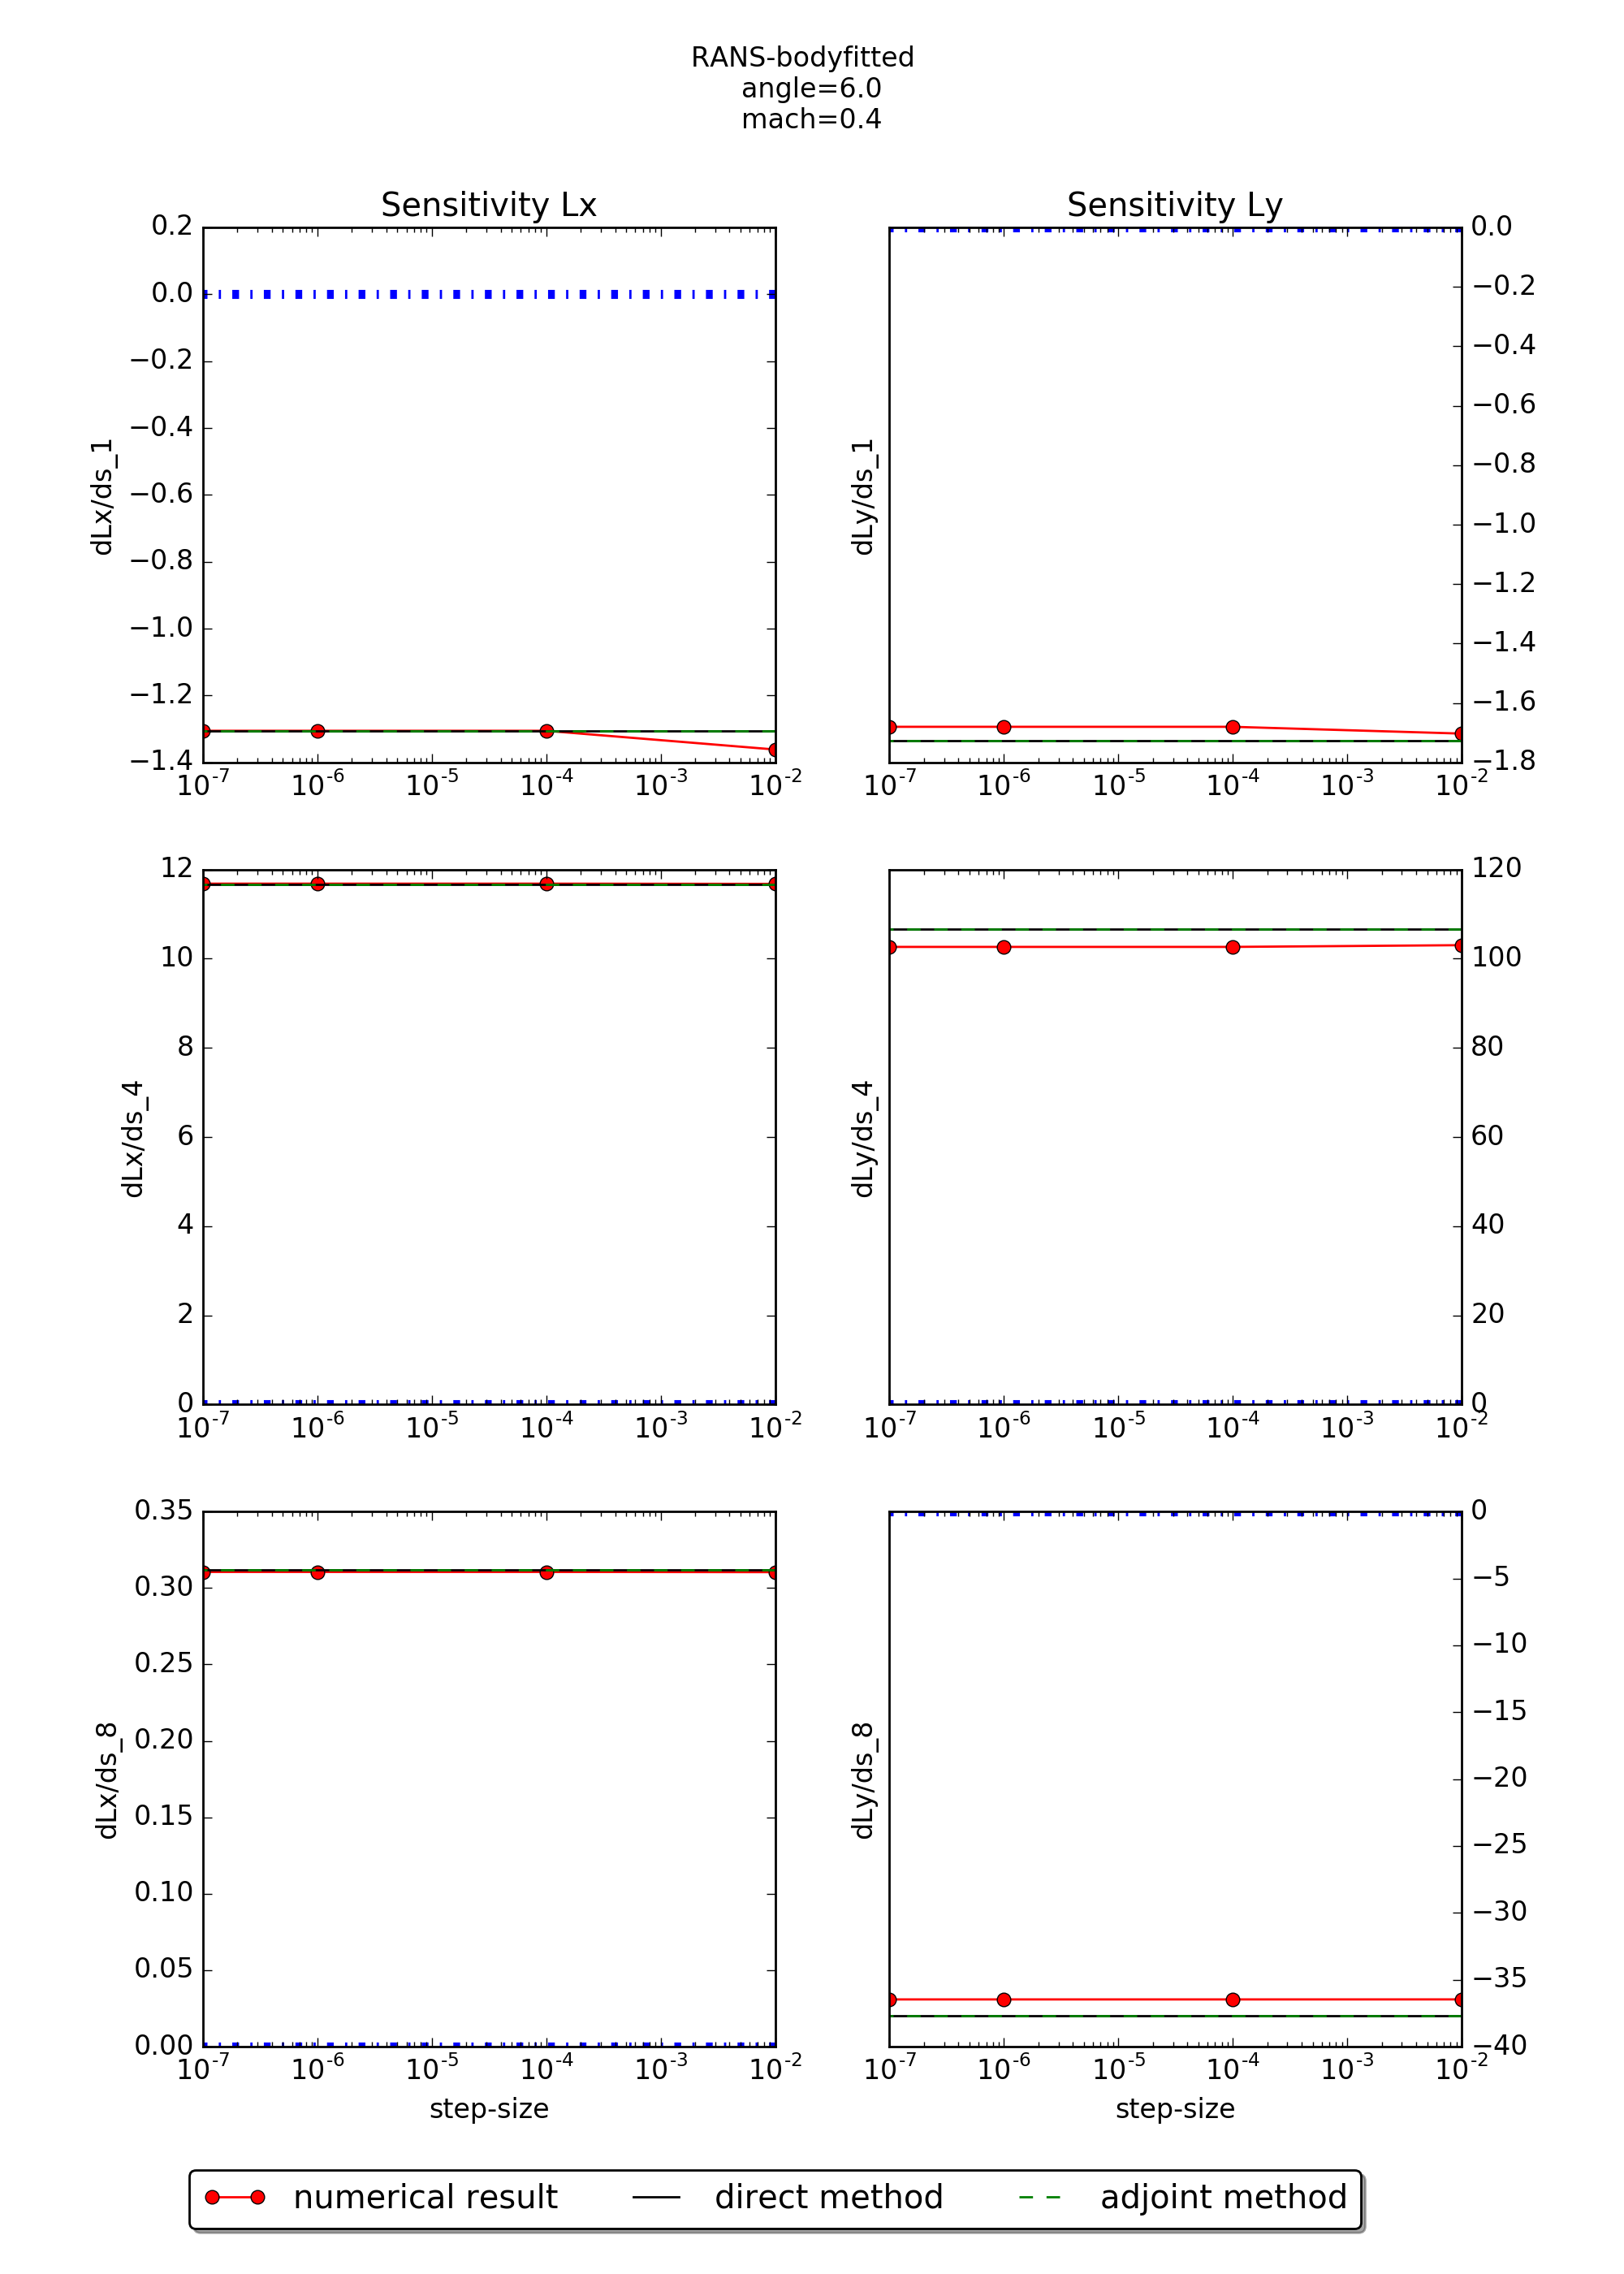 RANS-bodyfitted
angle=6.0
mach=0.4
Sensitivity Lx
Sensitivity Ly
0.2
0.0
−0.2
−0.4
−0.6
−0.8
−1.0
−1.2
−1.4
dLx/ds_1
10^-7 10^-6 10^-5 10^-4 10^-3 10^-2
dLy/ds_1
0.0
−0.2
−0.4
−0.6
−0.8
−1.0
−1.2
−1.4
−1.6
−1.8
10^-7 10^-6 10^-5 10^-4 10^-3 10^-2
12
10
8
6
4
2
0
dLx/ds_4
10^-7 10^-6 10^-5 10^-4 10^-3 10^-2
dLy/ds_4
120
100
80
60
40
20
0
10^-7 10^-6 10^-5 10^-4 10^-3 10^-2
0.35
0.30
0.25
0.20
0.15
0.10
0.05
0.00
dLx/ds_8
10^-7 10^-6 10^-5 10^-4 10^-3 10^-2
step-size
dLy/ds_8
0
−5
−10
−15
−20
−25
−30
−35
−40
10^-7 10^-6 10^-5 10^-4 10^-3 10^-2
step-size
numerical result direct method adjoint method